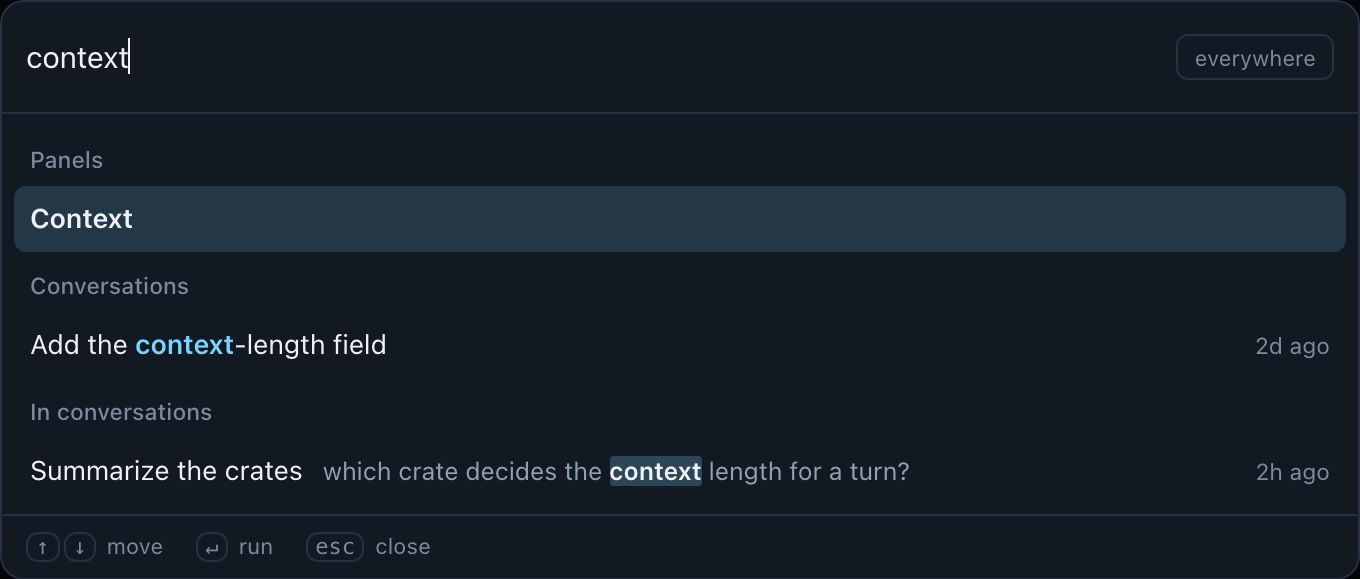 context everywhere
Panels
Context
Conversations
Add the context-length field 2d ago
In conversations
Summarize the crates which crate decides the context length for a turn? 2h ago
↑ ↓ move ↵ run esc close